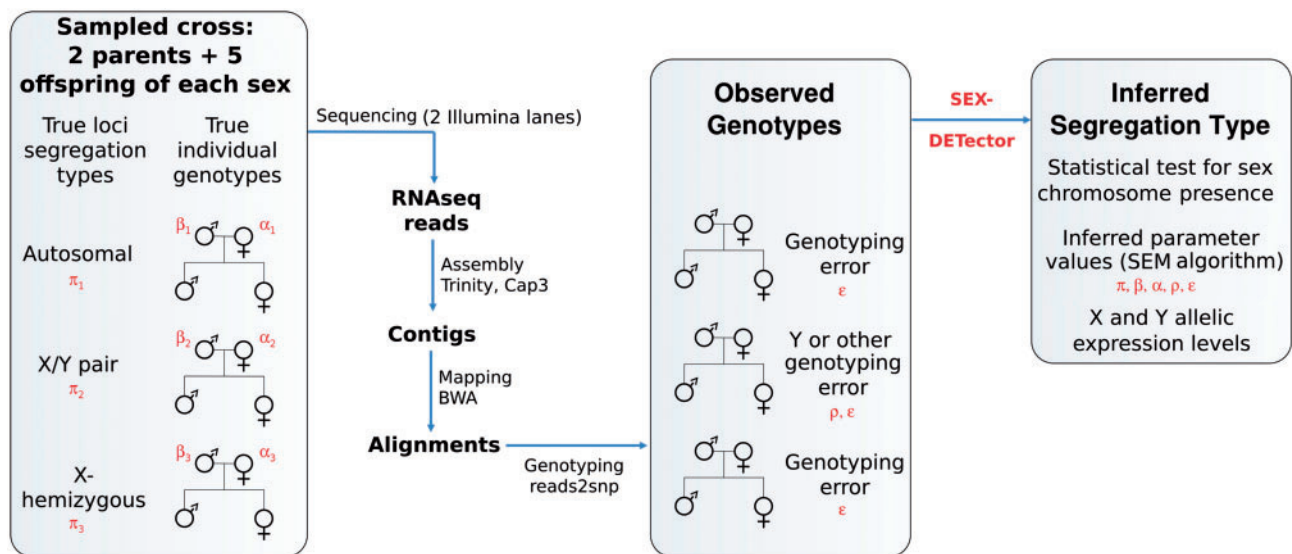 Sampled cross:
2 parents + 5
offspring of each sex
True loci
segregation
types
True
individual
genotypes
Autosomal
π1
β1
α1
X/Y pair
π2
β2
α2
X-
hemizygous
π3
β3
α3
Sequencing (2 Illumina lanes)
RNAseq
reads
Assembly
Trinity, Cap3
Contigs
Mapping
BWA
Alignments
Genotyping
reads2snp
Observed
Genotypes
Genotyping
error
ε
Y or other
genotyping
error
ρ, ε
Genotyping
error
ε
SEX-
DETector
Inferred
Segregation Type
Statistical test for sex
chromosome presence
Inferred parameter
values (SEM algorithm)
π, β, α, ρ, ε
X and Y allelic
expression levels